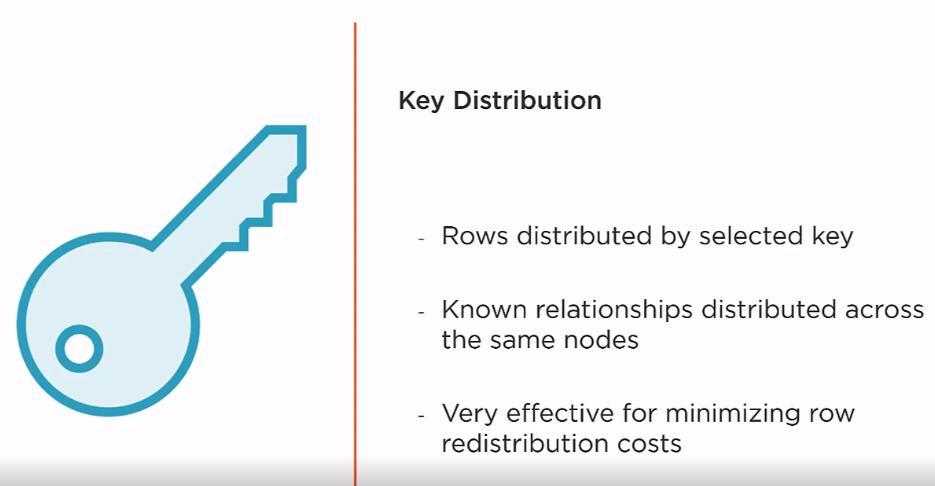 Key Distribution
- Rows distributed by selected key
- Known relationships distributed across
the same nodes
- Very effective for minimizing row
redistribution costs